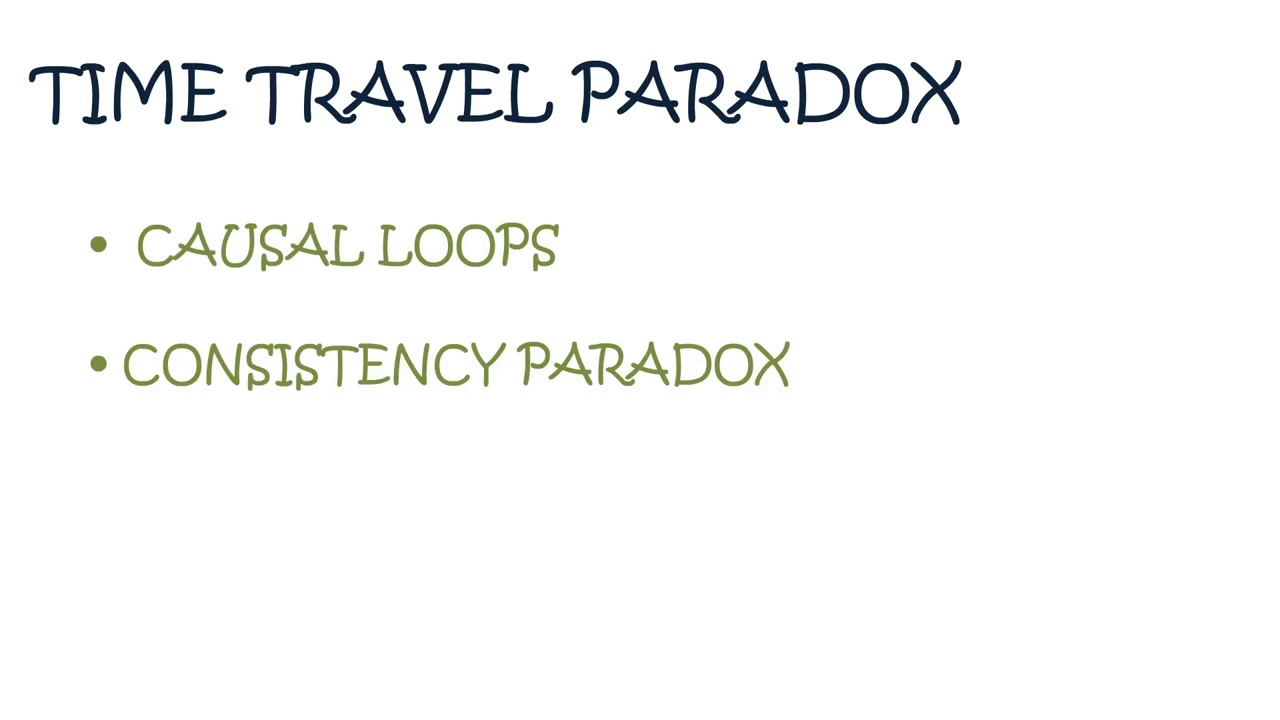 TIME TRAVEL PARADOX
• CAUSAL LOOPS
• CONSISTENCY PARADOX